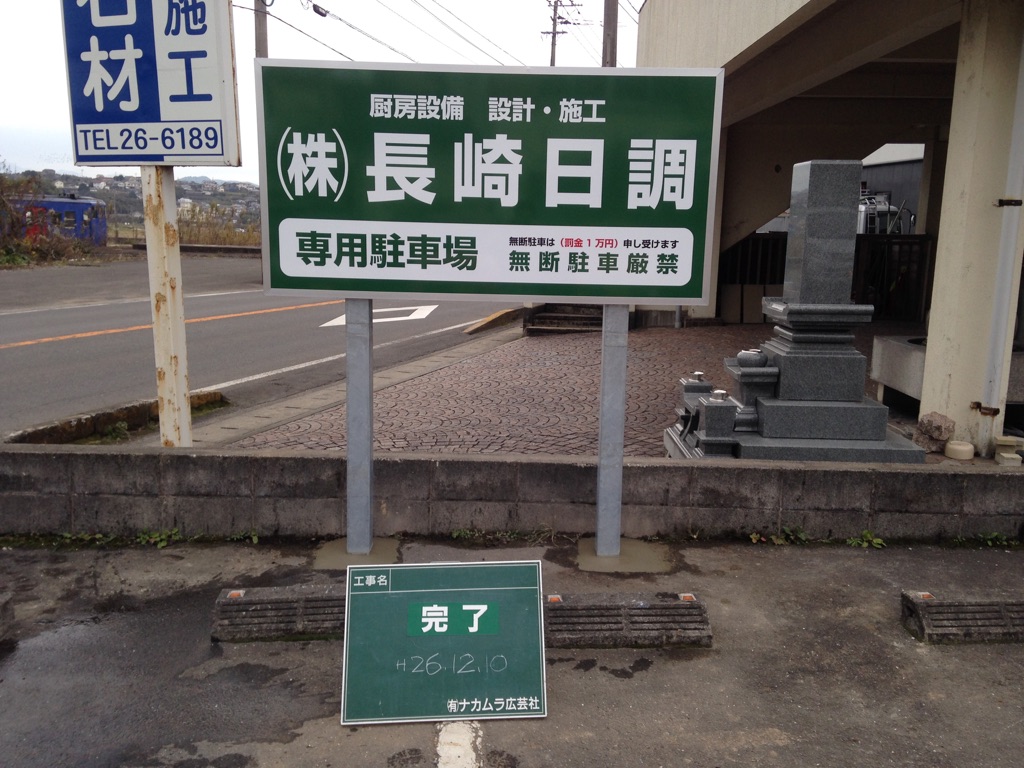 石材
施工
TEL26-6189
厨房設備 設計・施工
㈱長崎日調
専用駐車場
無断駐車は(罰金1万円)申し受けます
無断駐車厳禁
工事名
完了
H26.12.10
㈲ナカムラ広芸社